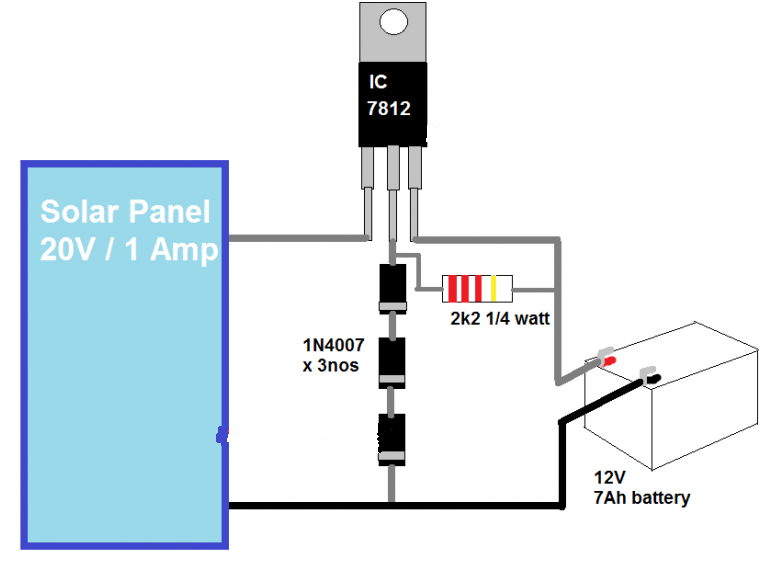 IC
7812
Solar Panel
20V / 1 Amp
2k2 1/4 watt
1N4007
x 3nos
12V
7Ah battery